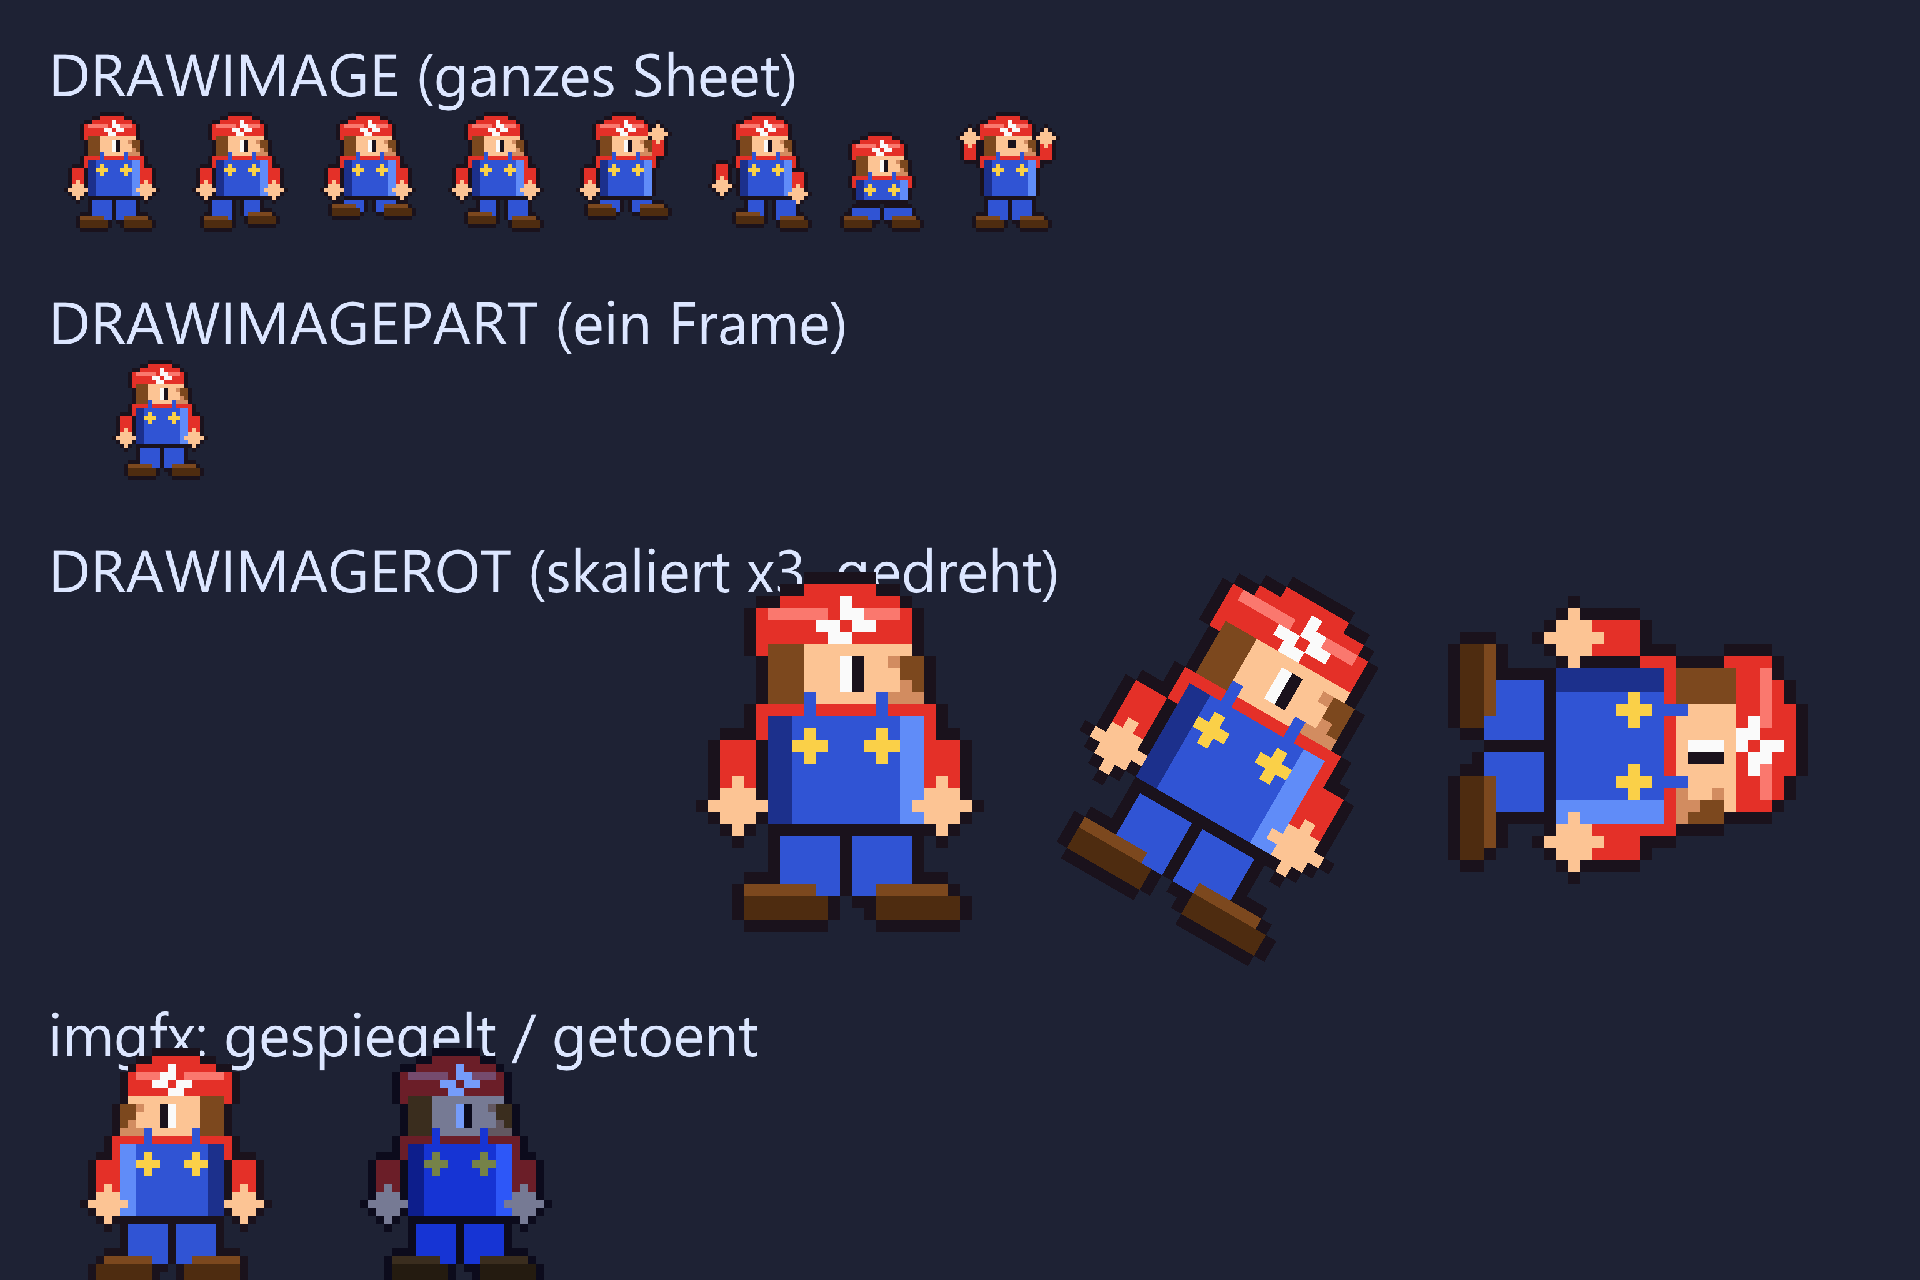 DRAWIMAGE (ganzes Sheet)
DRAWIMAGEPART (ein Frame)
DRAWIMAGEROT (skaliert x3, gedreht)
imgfx: gespiegelt / getoent